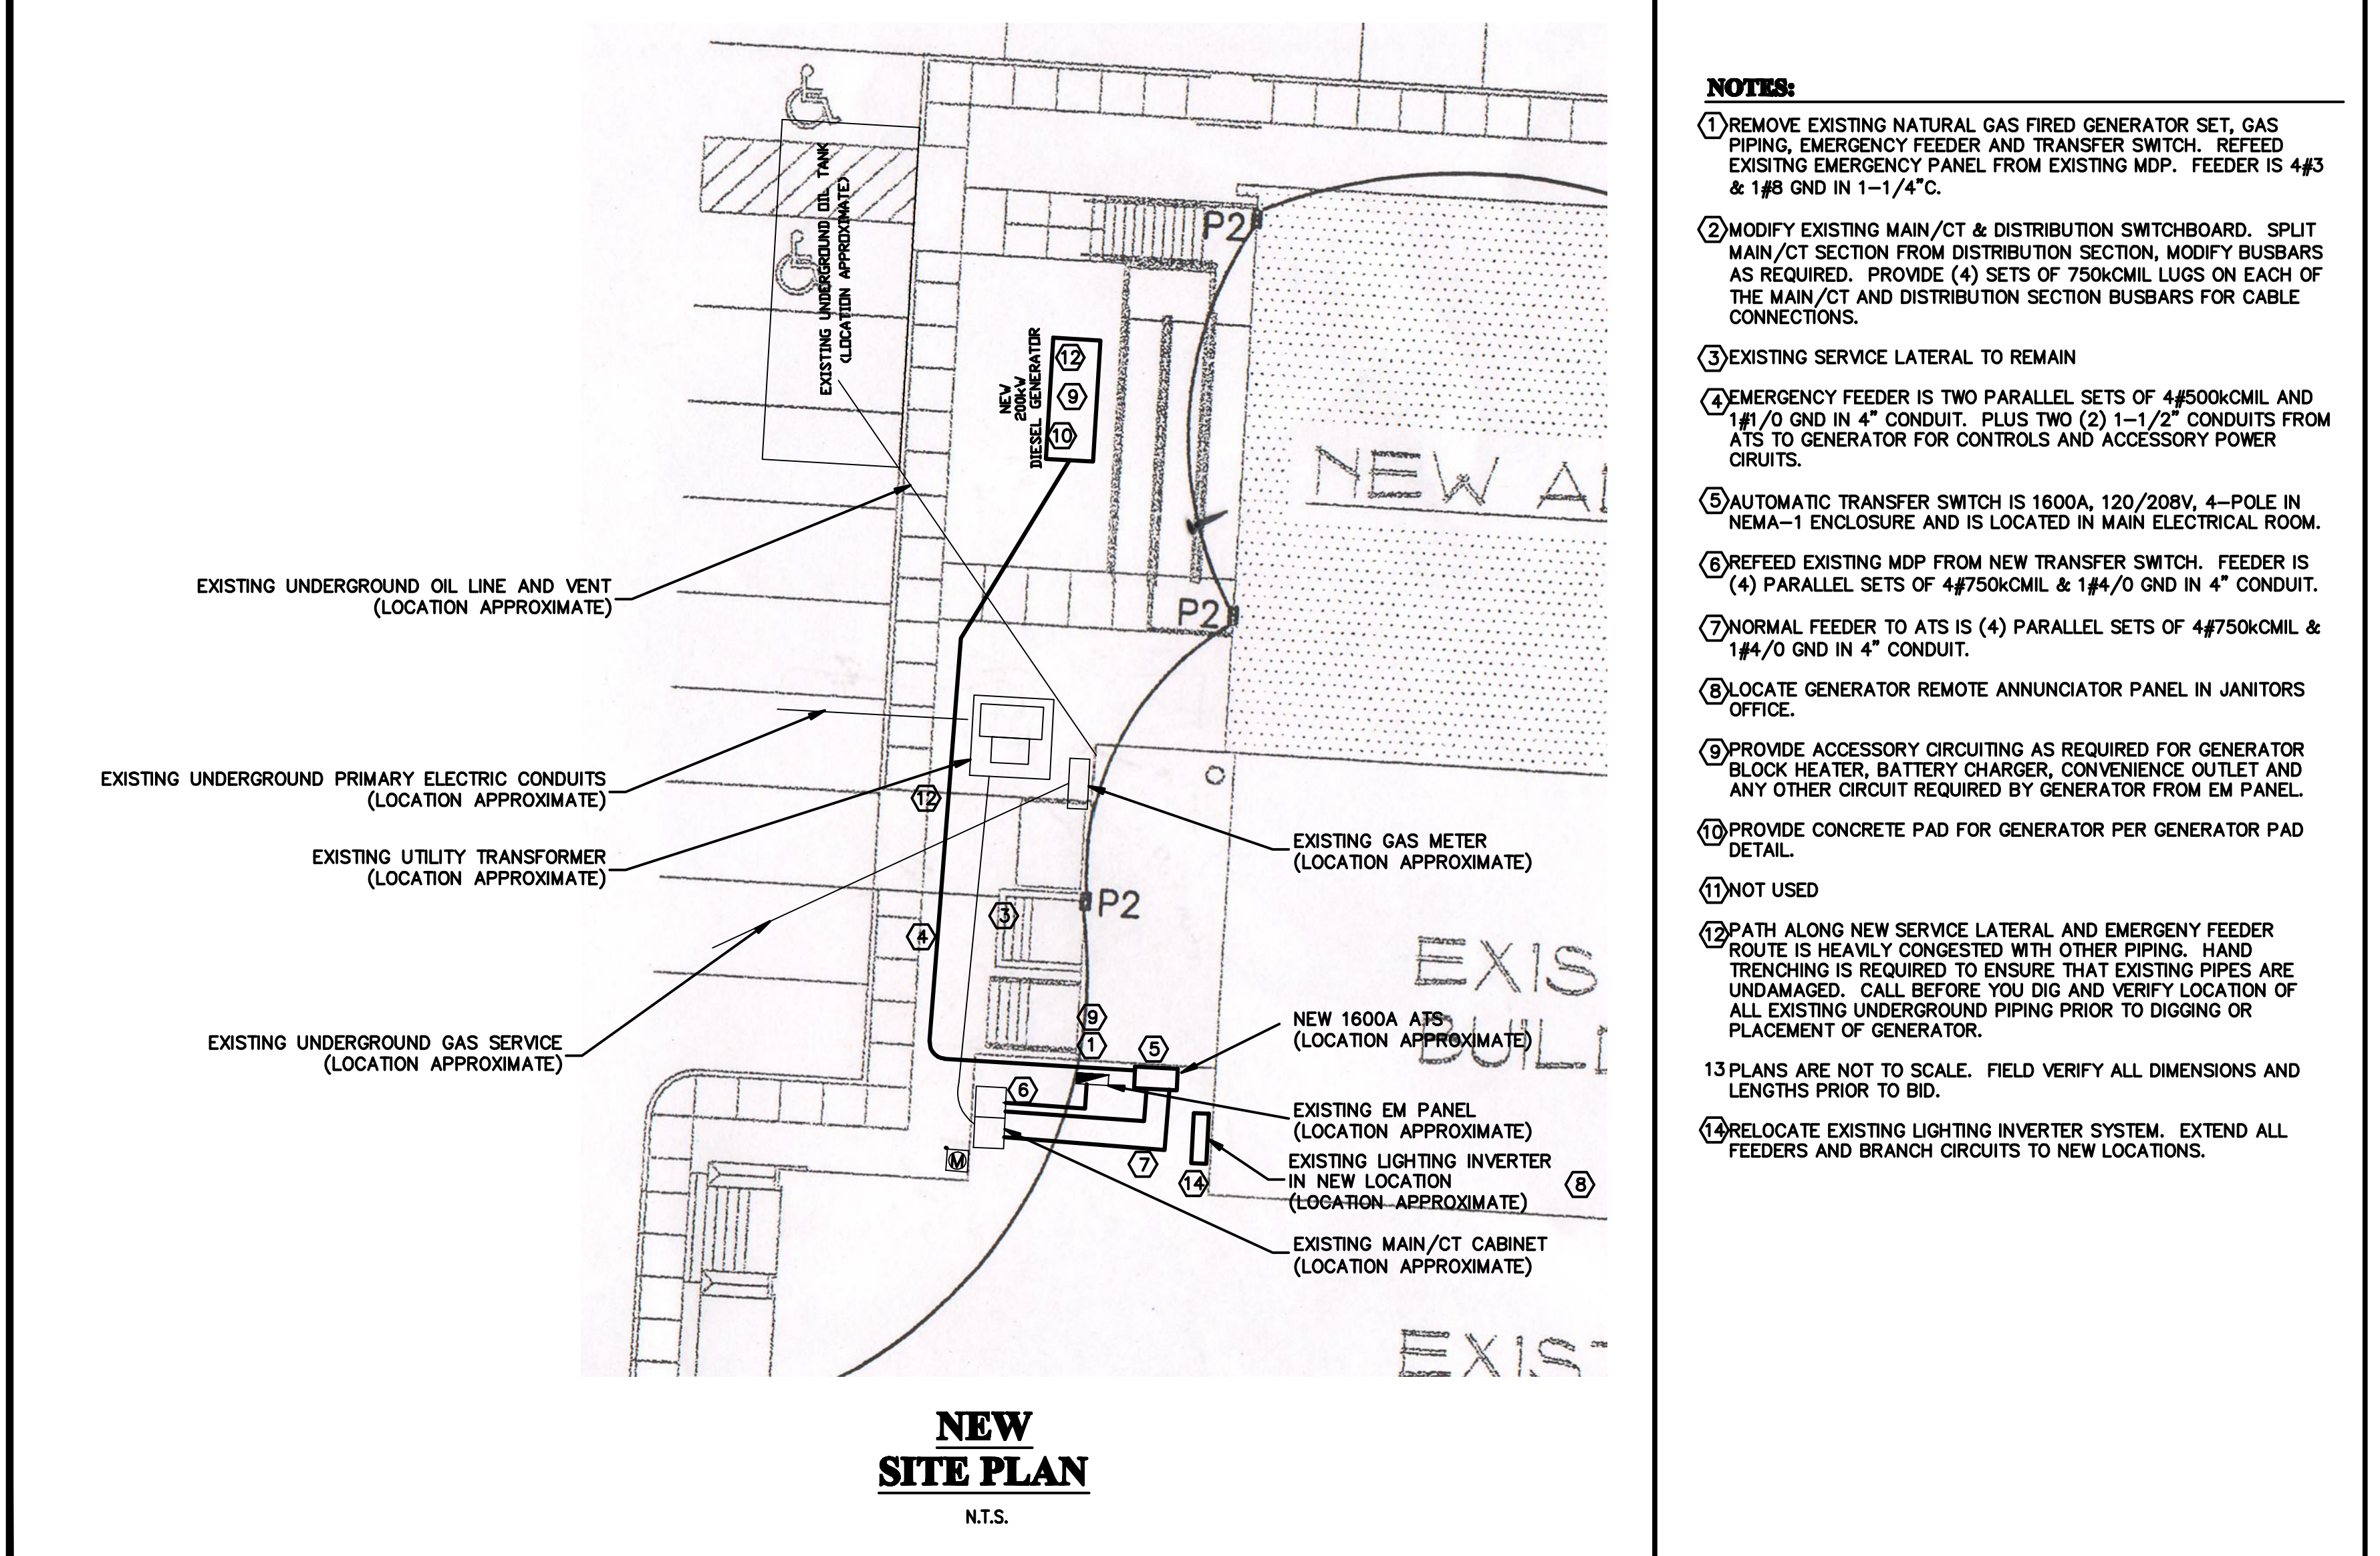 EXISTING UNDERGROUND OIL TANK
(LOCATION APPROXIMATE)
P2
NEW
200kW
DIESEL GENERATOR
12
9
10
NEW A
EXISTING UNDERGROUND OIL LINE AND VENT
(LOCATION APPROXIMATE)
P2
EXISTING UNDERGROUND PRIMARY ELECTRIC CONDUITS
(LOCATION APPROXIMATE)
12
EXISTING UTILITY TRANSFORMER
(LOCATION APPROXIMATE)
EXISTING GAS METER
(LOCATION APPROXIMATE)
P2
3
4
EXIS
BUIL
EXISTING UNDERGROUND GAS SERVICE
(LOCATION APPROXIMATE)
9
1
5
NEW 1600A ATS
(LOCATION APPROXIMATE)
6
EXISTING EM PANEL
(LOCATION APPROXIMATE)
M
7
14
EXISTING LIGHTING INVERTER
IN NEW LOCATION
(LOCATION APPROXIMATE)
8
EXISTING MAIN/CT CABINET
(LOCATION APPROXIMATE)
EXIST
NEW
SITE PLAN
N.T.S.
NOTES:
1 REMOVE EXISTING NATURAL GAS FIRED GENERATOR SET, GAS
PIPING, EMERGENCY FEEDER AND TRANSFER SWITCH. REFEED
EXISITNG EMERGENCY PANEL FROM EXISTING MDP. FEEDER IS 4#3
& 1#8 GND IN 1-1/4"C.
2 MODIFY EXISTING MAIN/CT & DISTRIBUTION SWITCHBOARD. SPLIT
MAIN/CT SECTION FROM DISTRIBUTION SECTION, MODIFY BUSBARS
AS REQUIRED. PROVIDE (4) SETS OF 750kCMIL LUGS ON EACH OF
THE MAIN/CT AND DISTRIBUTION SECTION BUSBARS FOR CABLE
CONNECTIONS.
3 EXISTING SERVICE LATERAL TO REMAIN
4 EMERGENCY FEEDER IS TWO PARALLEL SETS OF 4#500kCMIL AND
1#1/0 GND IN 4" CONDUIT. PLUS TWO (2) 1-1/2" CONDUITS FROM
ATS TO GENERATOR FOR CONTROLS AND ACCESSORY POWER
CIRUITS.
5 AUTOMATIC TRANSFER SWITCH IS 1600A, 120/208V, 4-POLE IN
NEMA-1 ENCLOSURE AND IS LOCATED IN MAIN ELECTRICAL ROOM.
6 REFEED EXISTING MDP FROM NEW TRANSFER SWITCH. FEEDER IS
(4) PARALLEL SETS OF 4#750kCMIL & 1#4/0 GND IN 4" CONDUIT.
7 NORMAL FEEDER TO ATS IS (4) PARALLEL SETS OF 4#750kCMIL &
1#4/0 GND IN 4" CONDUIT.
8 LOCATE GENERATOR REMOTE ANNUNCIATOR PANEL IN JANITORS
OFFICE.
9 PROVIDE ACCESSORY CIRCUITING AS REQUIRED FOR GENERATOR
BLOCK HEATER, BATTERY CHARGER, CONVENIENCE OUTLET AND
ANY OTHER CIRCUIT REQUIRED BY GENERATOR FROM EM PANEL.
10 PROVIDE CONCRETE PAD FOR GENERATOR PER GENERATOR PAD
DETAIL.
11 NOT USED
12 PATH ALONG NEW SERVICE LATERAL AND EMERGENY FEEDER
ROUTE IS HEAVILY CONGESTED WITH OTHER PIPING. HAND
TRENCHING IS REQUIRED TO ENSURE THAT EXISTING PIPES ARE
UNDAMAGED. CALL BEFORE YOU DIG AND VERIFY LOCATION OF
ALL EXISTING UNDERGROUND PIPING PRIOR TO DIGGING OR
PLACEMENT OF GENERATOR.
13 PLANS ARE NOT TO SCALE. FIELD VERIFY ALL DIMENSIONS AND
LENGTHS PRIOR TO BID.
14 RELOCATE EXISTING LIGHTING INVERTER SYSTEM. EXTEND ALL
FEEDERS AND BRANCH CIRCUITS TO NEW LOCATIONS.